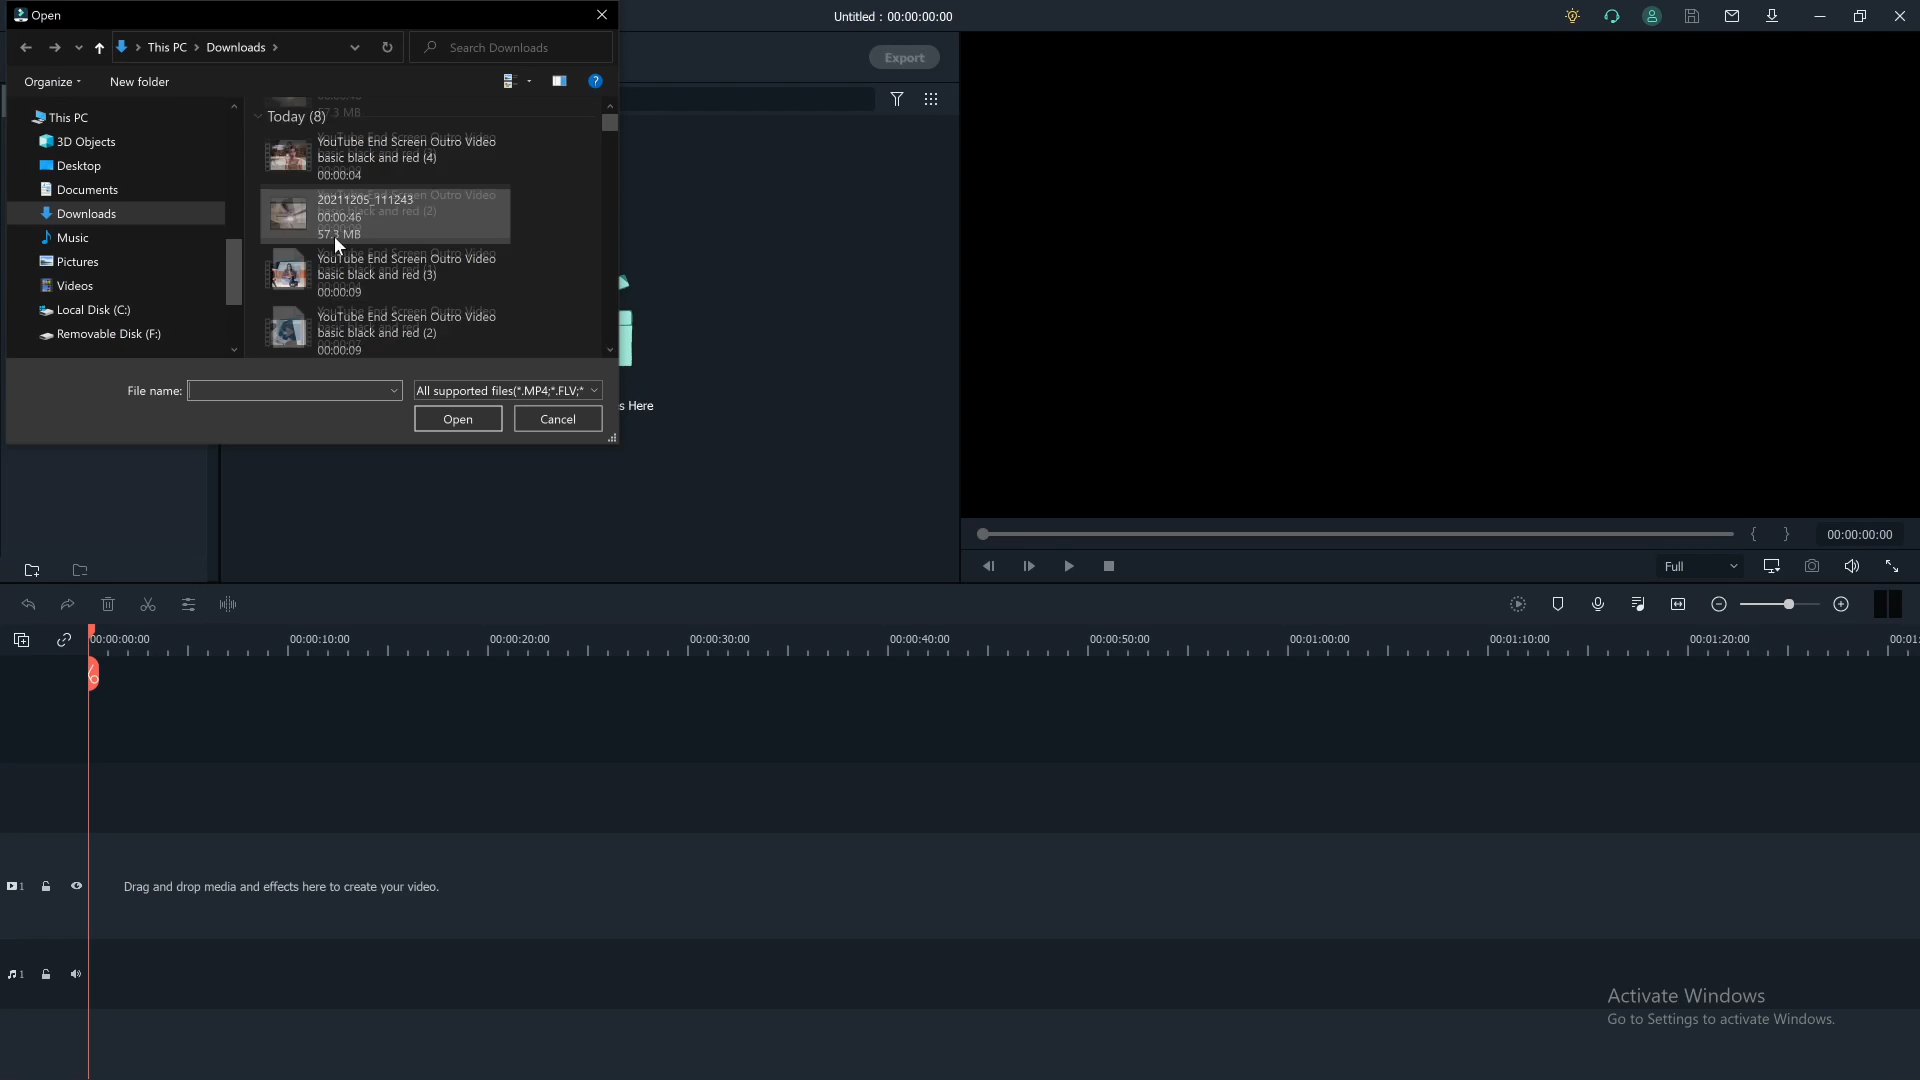 Open
Untitled : 00:00:00:00
This PC > Downloads >
Search Downloads
Export
Organize
New folder
This PC
3D Objects
Desktop
Documents
Downloads
Music
Pictures
Videos
Local Disk (C:)
Removable Disk (F:)
57.3 MB
Today (8)
YouTube End Screen Outro Video
basic black and red (4)
00:00:04
20211205_111243
00:00:46
57.3 MB
YouTube End Screen Outro Video
basic black and red (3)
00:00:09
YouTube End Screen Outro Video
basic black and red (2)
00:00:09
File name:
All supported files(*.MP4;*.FLV;*
Open
Cancel
s Here
00:00:00:00
Full
00:00:00:00
00:00:10:00
00:00:20:00
00:00:30:00
00:00:40:00
00:00:50:00
00:01:00:00
00:01:10:00
00:01:20:00
00:01:
1
Drag and drop media and effects here to create your video.
1
Activate Windows
Go to Settings to activate Windows.